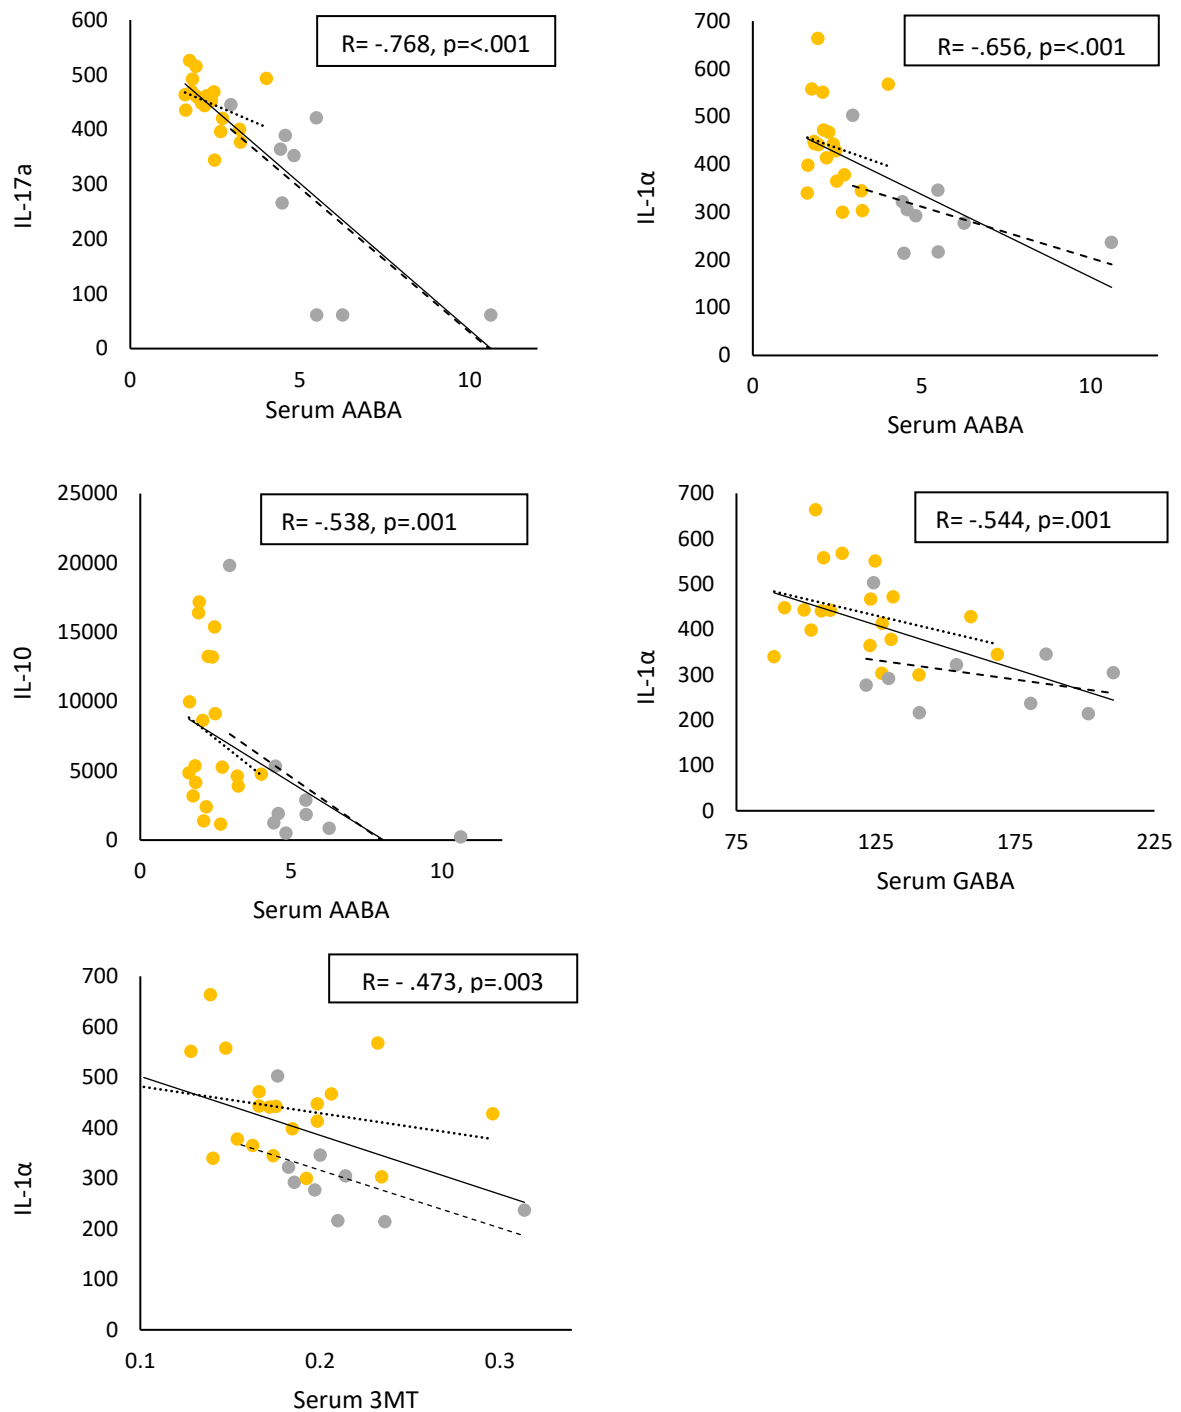 R= -.768, p=<.001
IL-17a
600
500
400
300
200
100
0
0 5 10
Serum AABA
R= -.656, p=<.001
IL-1α
700
600
500
400
300
200
100
0
0 5 10
Serum AABA
R= -.538, p=.001
IL-10
25000
20000
15000
10000
5000
0
0 5 10
Serum AABA
R= -.544, p=.001
IL-1α
700
600
500
400
300
200
100
0
75 125 175 225
Serum GABA
R= - .473, p=.003
IL-1α
700
600
500
400
300
200
100
0
0.1 0.2 0.3
Serum 3MT